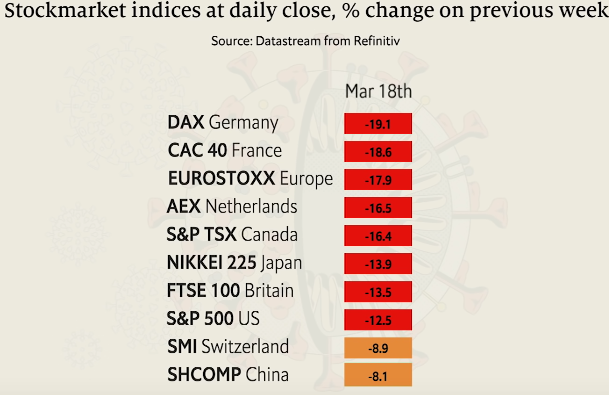 Stockmarket indices at daily close, % change on previous week
Source: Datastream from Refinitiv
Mar 18th
DAX Germany -19.1
CAC 40 France -18.6
EUROSTOXX Europe -17.9
AEX Netherlands -16.5
S&P TSX Canada -16.4
NIKKEI 225 Japan -13.9
FTSE 100 Britain -13.5
S&P 500 US -12.5
SMI Switzerland -8.9
SHCOMP China -8.1